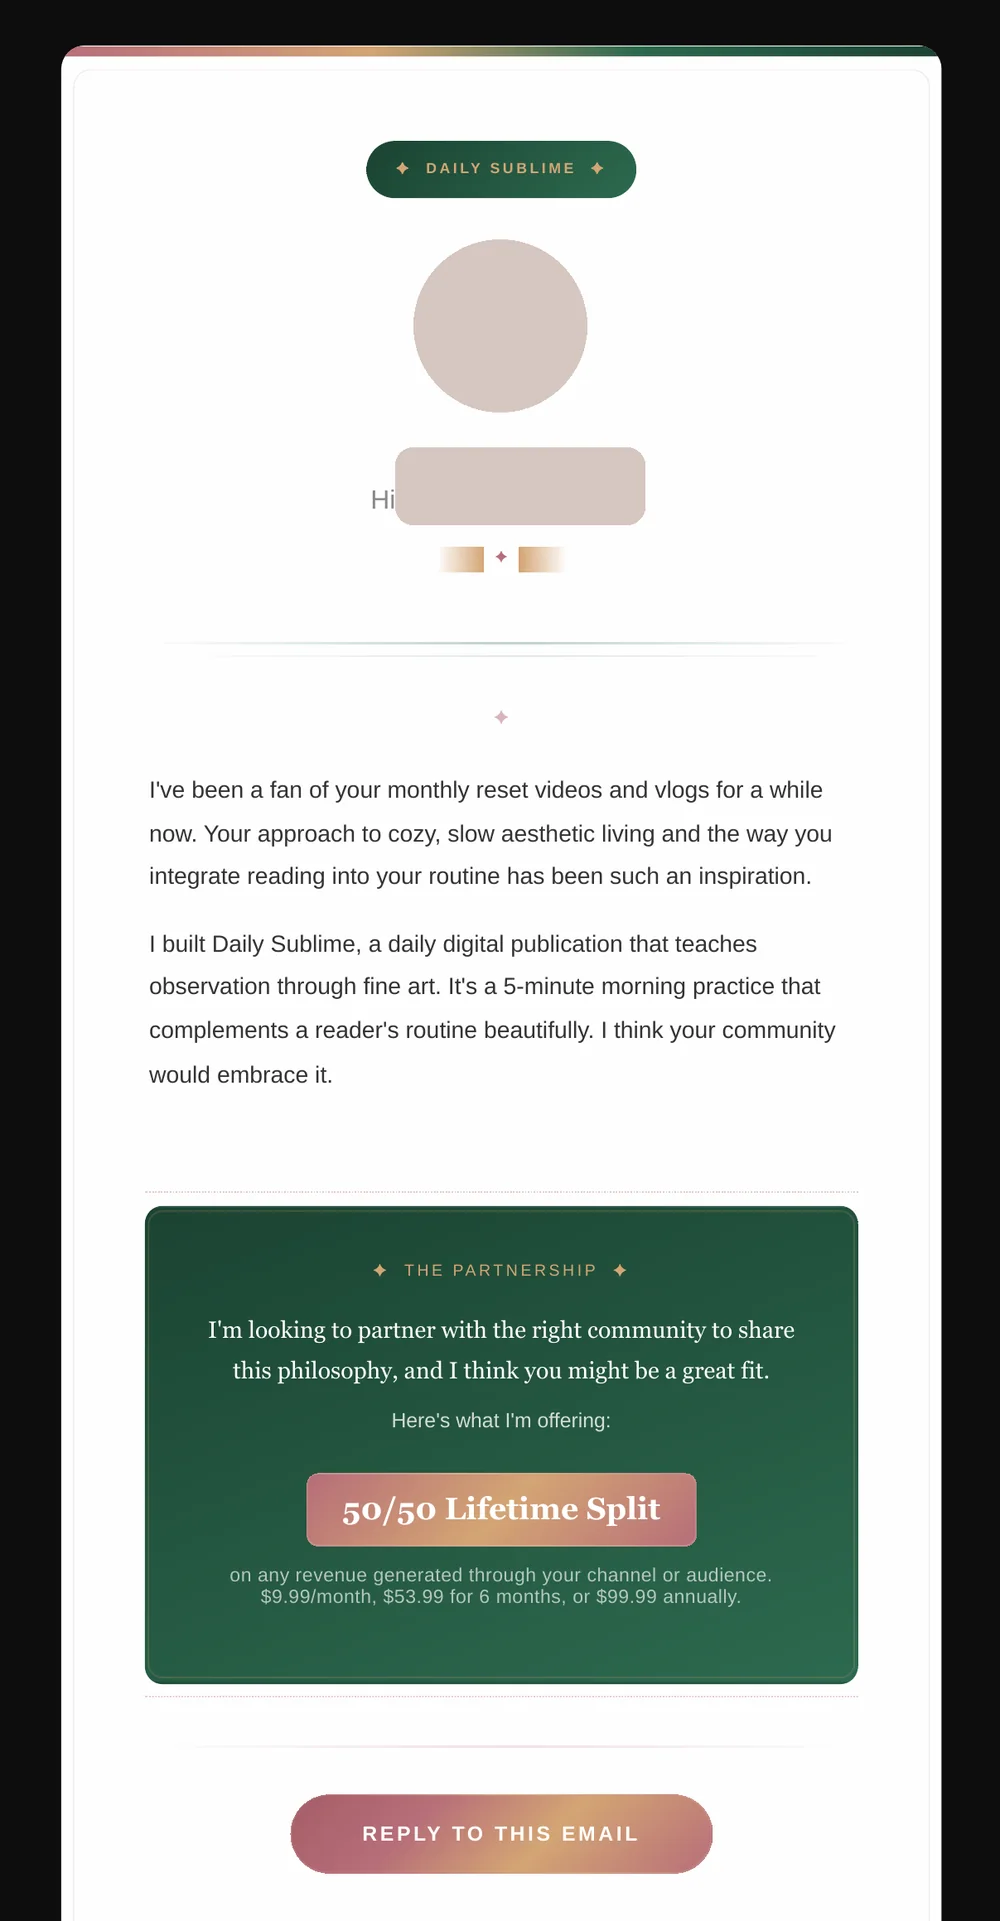 DAILY SUBLIME
Hi
I've been a fan of your monthly reset videos and vlogs for a while
now. Your approach to cozy, slow aesthetic living and the way you
integrate reading into your routine has been such an inspiration.
I built Daily Sublime, a daily digital publication that teaches
observation through fine art. It's a 5-minute morning practice that
complements a reader's routine beautifully. I think your community
would embrace it.
THE PARTNERSHIP
I'm looking to partner with the right community to share
this philosophy, and I think you might be a great fit.
Here's what I'm offering:
50/50 Lifetime Split
on any revenue generated through your channel or audience.
$9.99/month, $53.99 for 6 months, or $99.99 annually.
REPLY TO THIS EMAIL